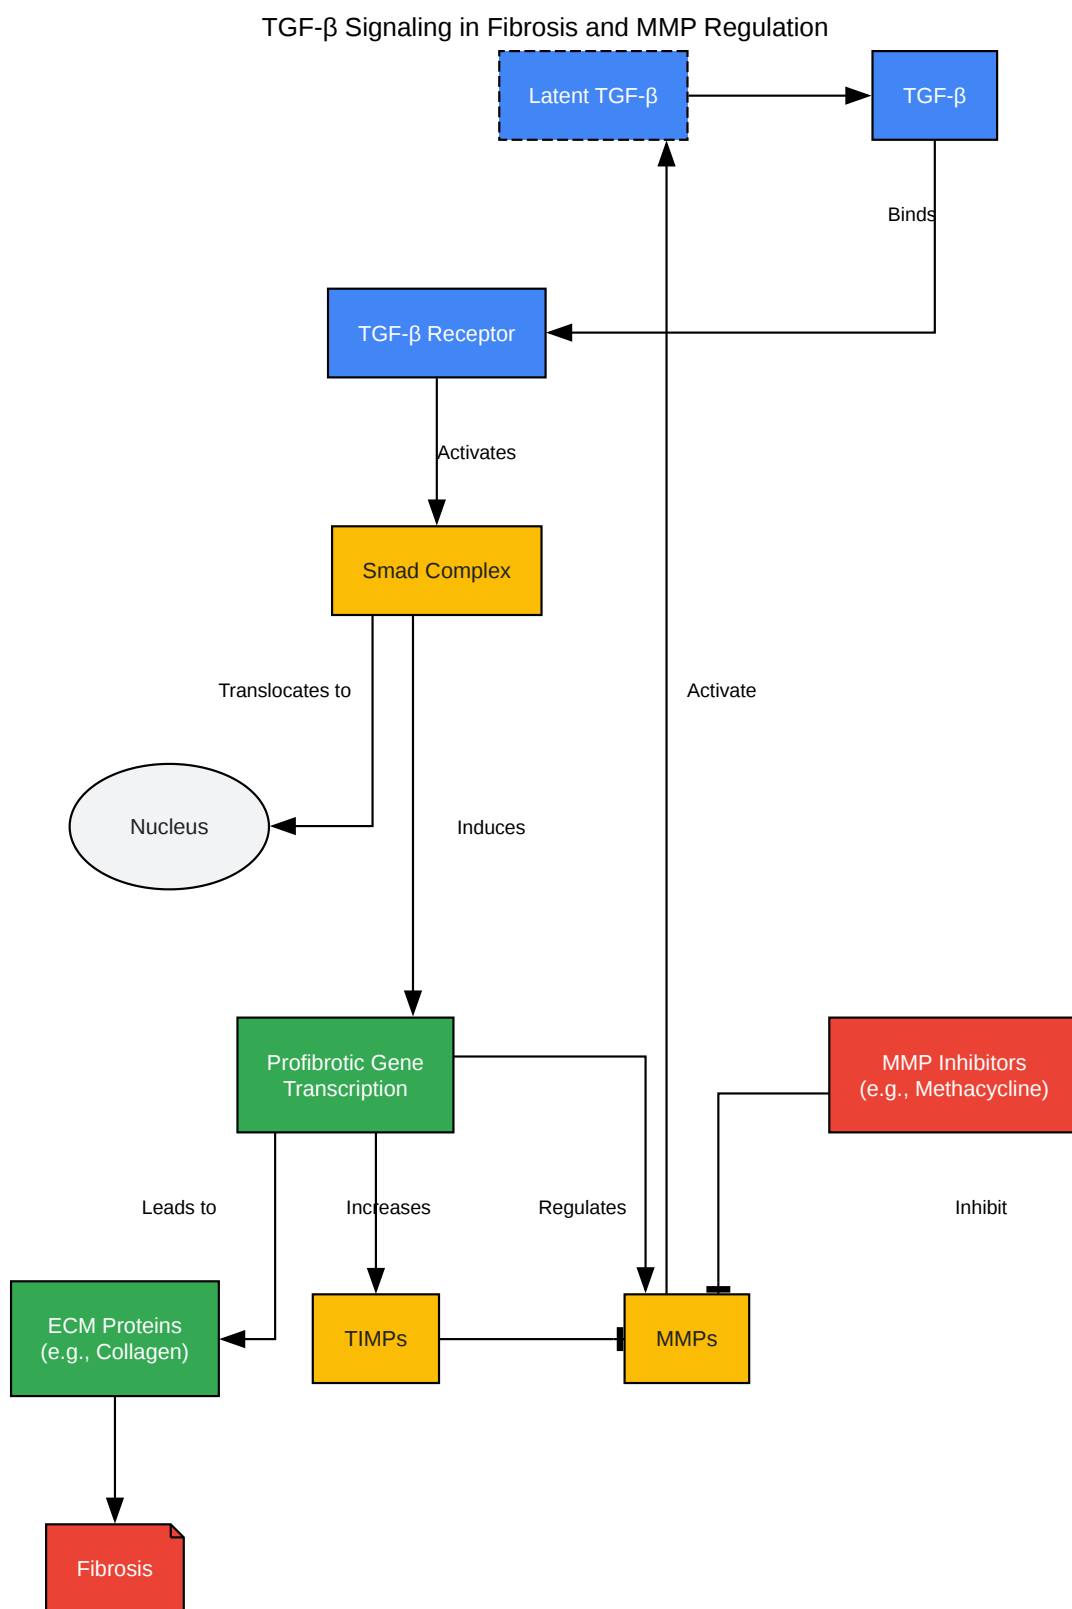 TGF-β Signaling in Fibrosis and MMP Regulation
Latent TGF-β
TGF-β
Binds
TGF-β Receptor
Activates
Smad Complex
Translocates to
Activate
Nucleus
Induces
Profibrotic Gene
Transcription
MMP Inhibitors
(e.g., Methacycline)
Leads to
Increases
Regulates
Inhibit
ECM Proteins
(e.g., Collagen)
TIMPs
MMPs
Fibrosis